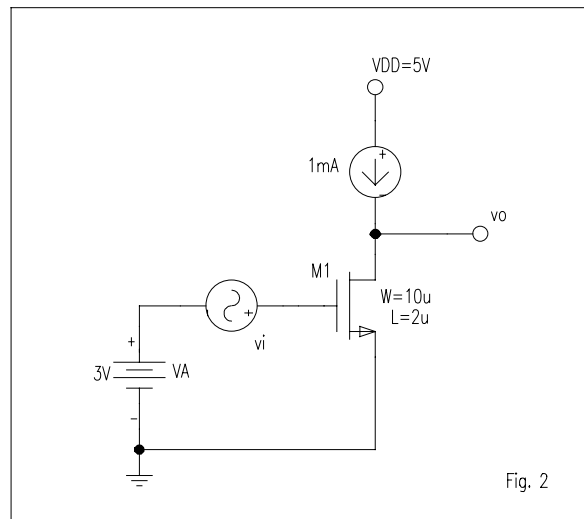 VDD=5V
+
1mA
-
vo
M1
W=10u
L=2u
+
vi
+
3V VA
-
Fig. 2